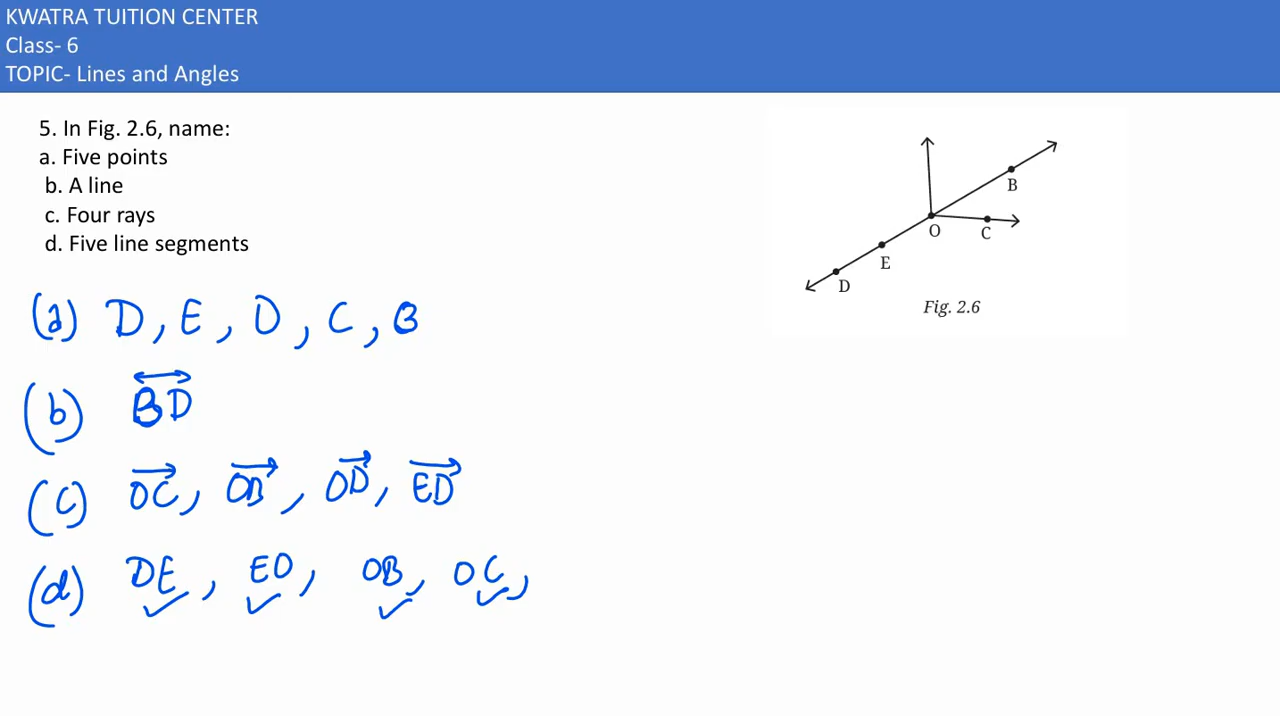 KWATRA TUITION CENTER
Class- 6
TOPIC- Lines and Angles
5. In Fig. 2.6, name:
a. Five points
b. A line
c. Four rays
d. Five line segments
B
O
C
E
D
Fig. 2.6
(a) D, E, O, C, B
(b) BD
(c) OC, OB, OD, ED
(d) DE, EO, OB, OC,